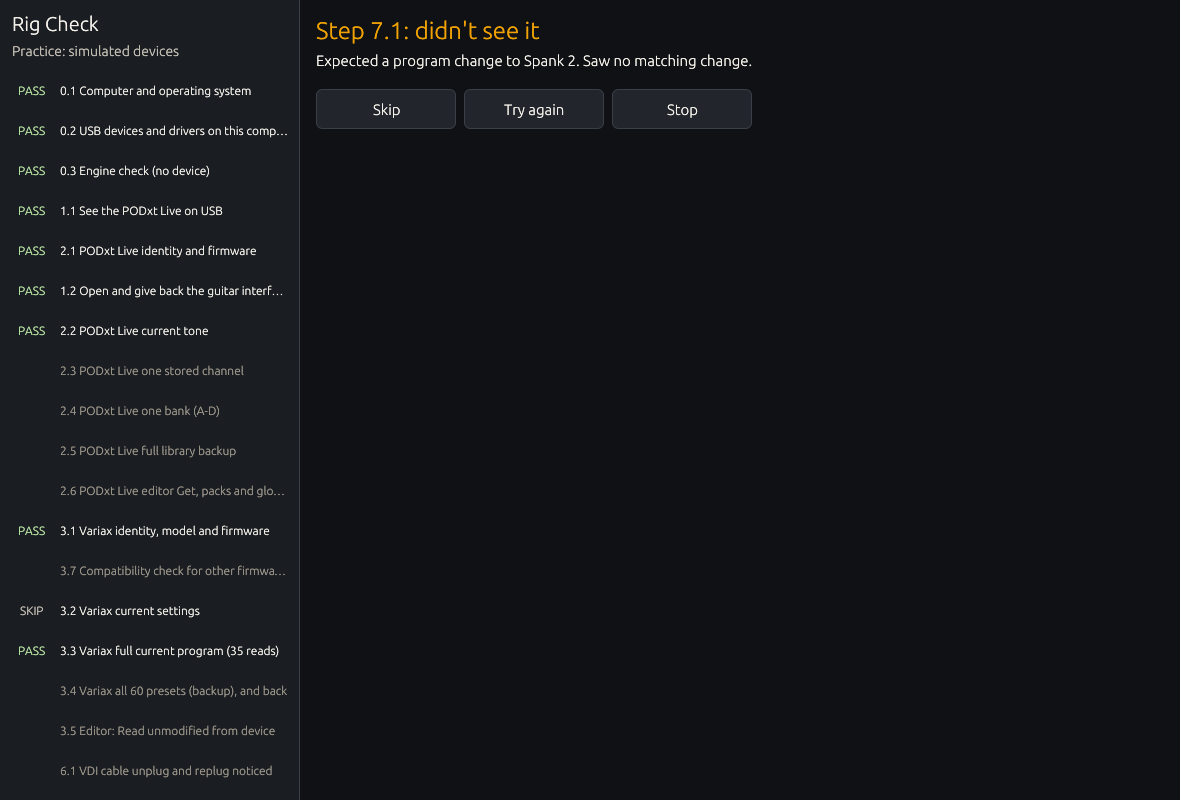 Rig Check
Practice: simulated devices
PASS 0.1 Computer and operating system
PASS 0.2 USB devices and drivers on this comp...
PASS 0.3 Engine check (no device)
PASS 1.1 See the PODxt Live on USB
PASS 2.1 PODxt Live identity and firmware
PASS 1.2 Open and give back the guitar interf...
PASS 2.2 PODxt Live current tone
2.3 PODxt Live one stored channel
2.4 PODxt Live one bank (A-D)
2.5 PODxt Live full library backup
2.6 PODxt Live editor Get, packs and glo...
PASS 3.1 Variax identity, model and firmware
3.7 Compatibility check for other firmwa...
SKIP 3.2 Variax current settings
PASS 3.3 Variax full current program (35 reads)
3.4 Variax all 60 presets (backup), and back
3.5 Editor: Read unmodified from device
6.1 VDI cable unplug and replug noticed
Step 7.1: didn't see it
Expected a program change to Spank 2. Saw no matching change.
Skip Try again Stop